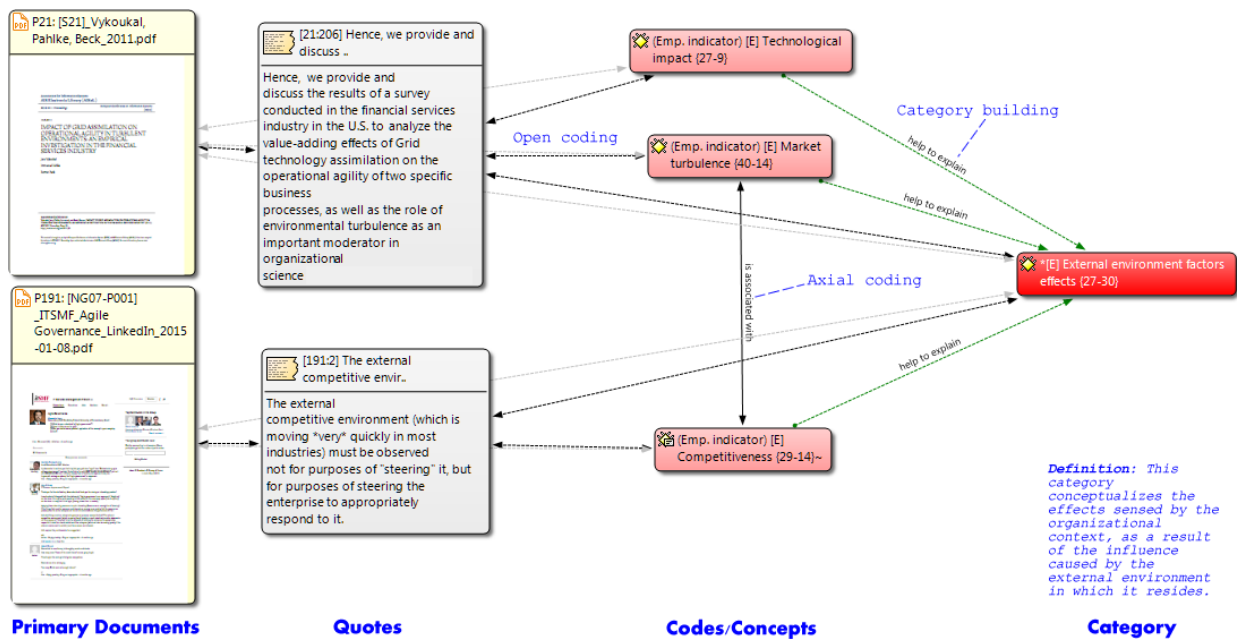 P21: [S21]_Vykoukal,
Pahlke, Beck_2011.pdf
IMPACT OF GRID ASSIMILATION ON
OPERATIONAL AGILITY IN TURBULENT
ENVIRONMENTS: AN EMPIRICAL
INVESTIGATION IN THE FINANCIAL
SERVICES INDUSTRY
P191: [NG07-P001]
_ITSMF_Agile
Governance_LinkedIn_2015
-01-08.pdf
Primary Documents
[21:206] Hence, we provide and
discuss ..
Hence, we provide and
discuss the results of a survey
conducted in the financial services
industry in the U.S. to analyze the
value-adding effects of Grid
technology assimilation on the
operational agility of two specific
business
processes, as well as the role of
environmental turbulence as an
important moderator in
organizational
science
[191:2] The external
competitive envir..
The external
competitive environment (which is
moving *very* quickly in most
industries) must be observed
not for purposes of "steering" it, but
for purposes of steering the
enterprise to appropriately
respond to it.
Quotes
Open coding
(Emp. indicator) [E] Technological
impact {27-9}
(Emp. indicator) [E] Market
turbulence {40-14}
is associated with
Axial coding
(Emp. indicator) [E]
Competitiveness {29-14}~
Codes/Concepts
Category building
help to explain
help to explain
help to explain
*[E] External environment factors
effects {27-30}
Definition: This
category
conceptualizes the
effects sensed by the
organizational
context, as a result
of the influence
caused by the
external environment
in which it resides.
Category